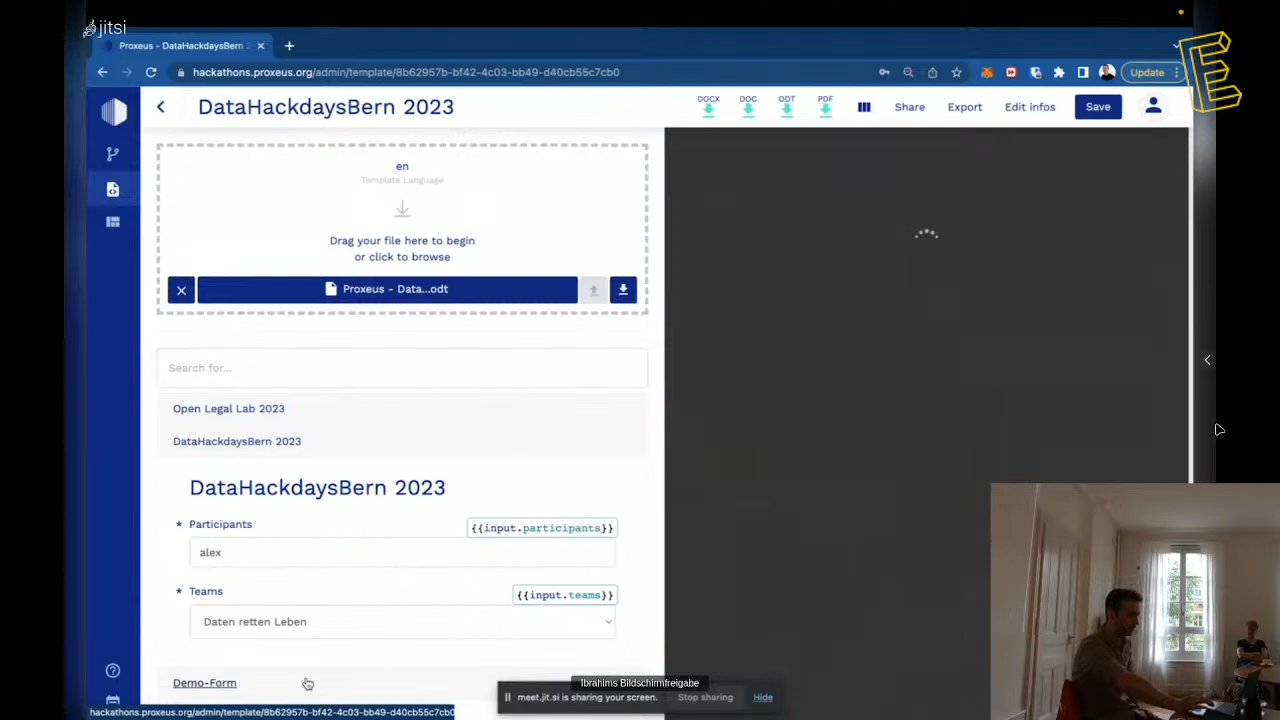 jitsi
Proxeus - DataHackdaysBern 2
hackathons.proxeus.org/admin/template/8b62957b-bf42-4c03-bb49-d40cb55c7cb0
Update
DataHackdaysBern 2023
DOCX
DOC
ODT
PDF
Share
Export
Edit infos
Save
en
Template Language
Drag your file here to begin
or click to browse
Proxeus - Data...odt
Search for...
Open Legal Lab 2023
DataHackdaysBern 2023
DataHackdaysBern 2023
* Participants
{{input.participants}}
alex
* Teams
{{input.teams}}
Daten retten Leben
Demo-Form
Ibrahims Bildschirmfreigabe
meet.jit.si is sharing your screen.
Stop sharing
Hide
hackathons.proxeus.org/admin/template/8b62957b-bf42-4c03-bb49-d40cb55c7cb0
E